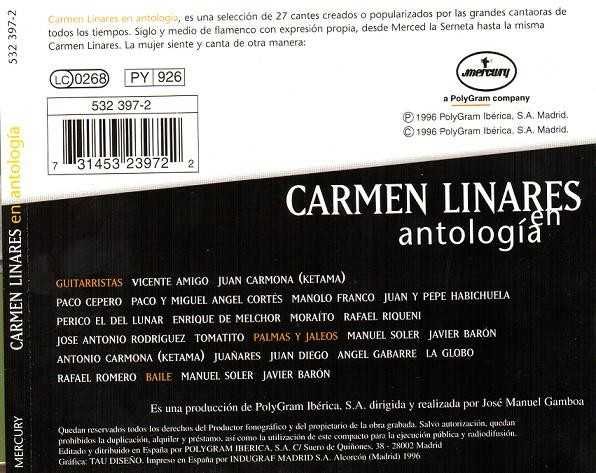 Carmen Linares en antología, es una selección de 27 cantes creados o popularizados por las grandes cantaoras de
todos los tiempos. Siglo y medio de flamenco con expresión propia, desde Merced la Serneta hasta la misma
Carmen Linares. La mujer siente y canta de otra manera:
LC 0268 PY 926
532 397-2
7 31453 23972 2
mercury
a PolyGram company
Ⓟ 1996 PolyGram Ibérica, S.A. Madrid.
© 1996 PolyGram Ibérica, S.A. Madrid.
CARMEN LINARES
en
antología
GUITARRISTAS VICENTE AMIGO JUAN CARMONA (KETAMA)
PACO CEPERO PACO Y MIGUEL ANGEL CORTÉS MANOLO FRANCO JUAN Y PEPE HABICHUELA
PERICO EL DEL LUNAR ENRIQUE DE MELCHOR MORAÍTO RAFAEL RIQUENI
JOSE ANTONIO RODRÍGUEZ TOMATITO PALMAS Y JALEOS MANUEL SOLER JAVIER BARÓN
ANTONIO CARMONA (KETAMA) JUAÑARES JUAN DIEGO ANGEL GABARRE LA GLOBO
RAFAEL ROMERO BAILE MANUEL SOLER JAVIER BARÓN
Es una producción de PolyGram Ibérica, S.A. dirigida y realizada por José Manuel Gamboa
Quedan reservados todos los derechos del Productor fonográfico y del propietario de la obra grabada. Salvo autorización, quedan
prohibidos la duplicación, alquiler y préstamo, así como la utilización de este compacto para la ejecución pública y radiodifusión.
Editado y distribuido en España por POLYGRAM IBERICA, S.A. C/ Suero de Quiñones, 38 - 28002 Madrid
Gráfica: TAU DISEÑO. Impreso en España por INDUGRAF MADRID S.A. Alcorcón (Madrid) 1996
MERCURY CARMEN LINARES en antología 532 397-2